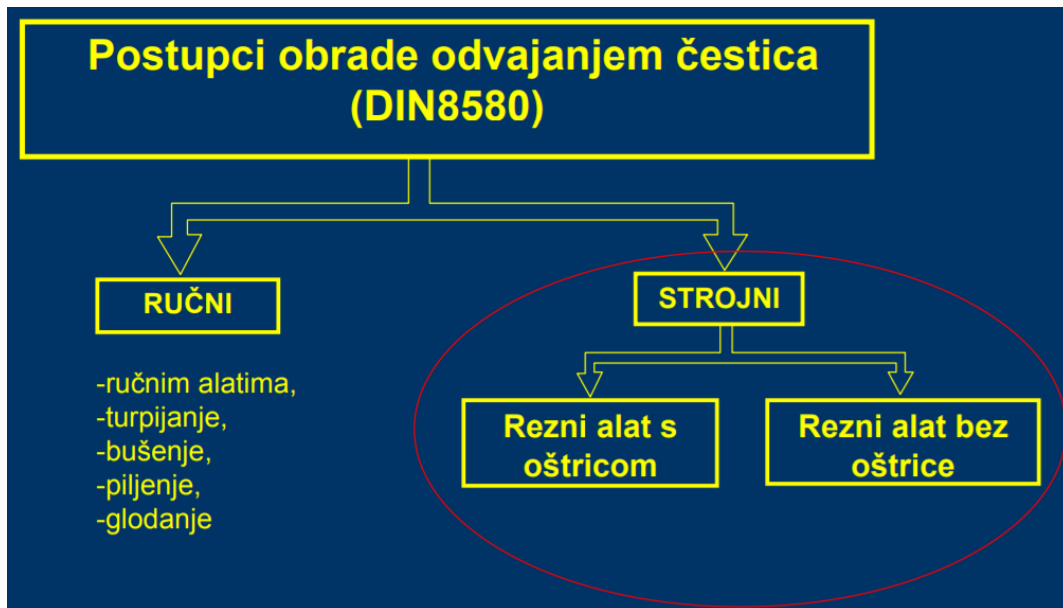 Postupci obrade odvajanjem čestica
(DIN8580)
RUČNI
-ručnim alatima,
-turpijanje,
-bušenje,
-piljenje,
-glodanje
STROJNI
Rezni alat s
oštricom
Rezni alat bez
oštrice